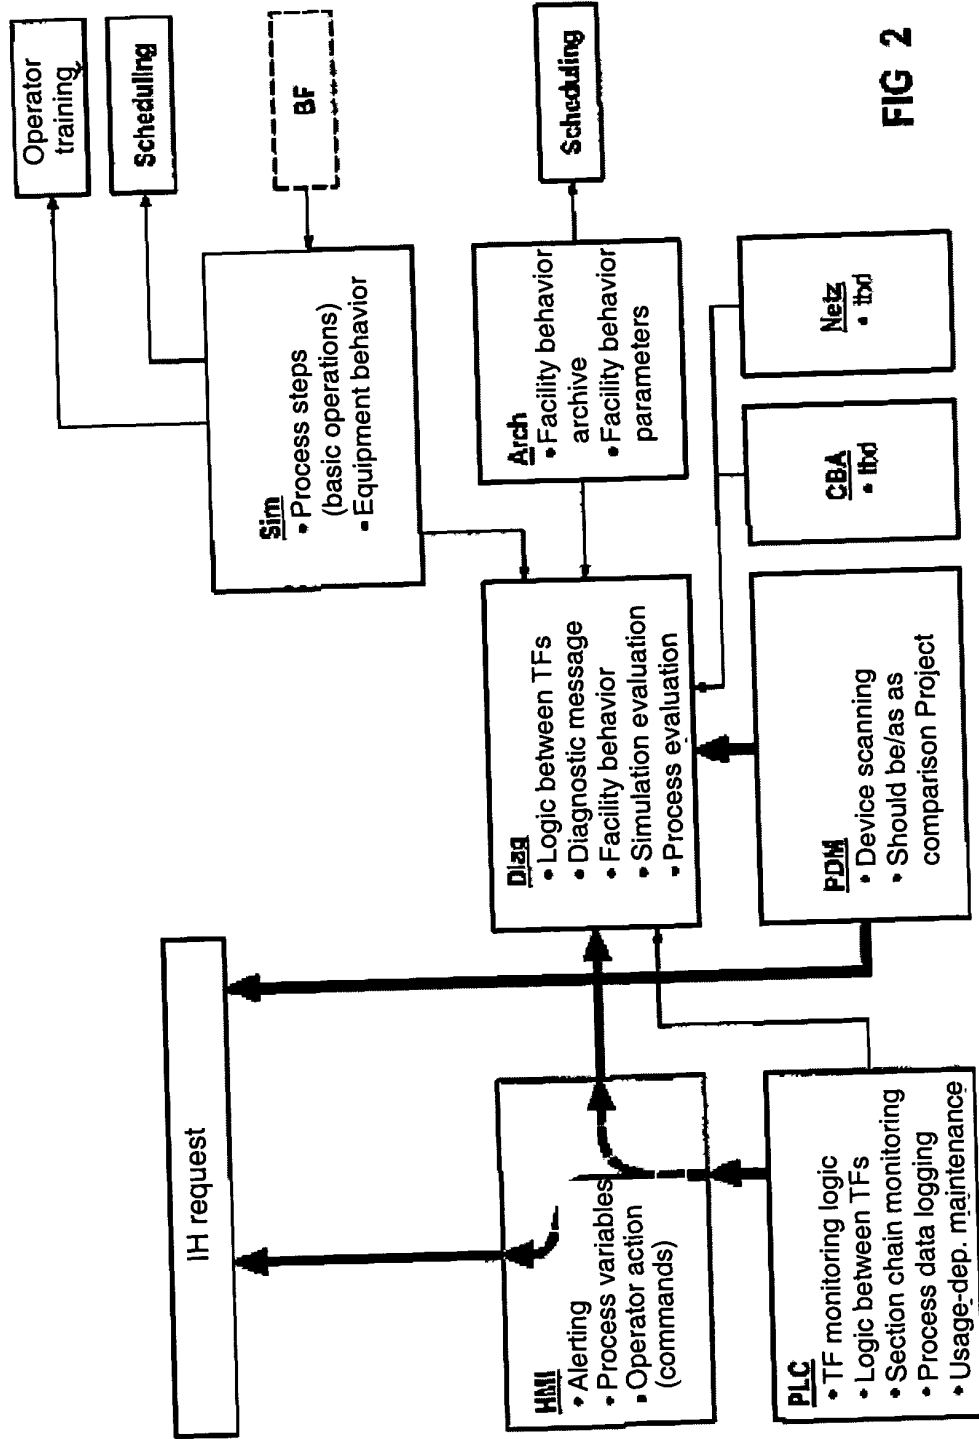 IH request
HMI
• Alerting
• Process variables
• Operator action
(commands)
PLC
• TF monitoring logic
• Logic between TFs
• Section chain monitoring
• Process data logging
• Usage-dep. maintenance
Diag
• Logic between TFs
• Diagnostic message
• Facility behavior
• Simulation evaluation
• Process evaluation
PDM
• Device scanning
• Should be/as as
comparison Project
Sim
• Process steps
(basic operations)
• Equipment behavior
Arch
• Facility behavior
archive
• Facility behavior
parameters
CBA
• tbd
Netz
• tbd
Operator
training
Scheduling
BF
Scheduling
FIG 2